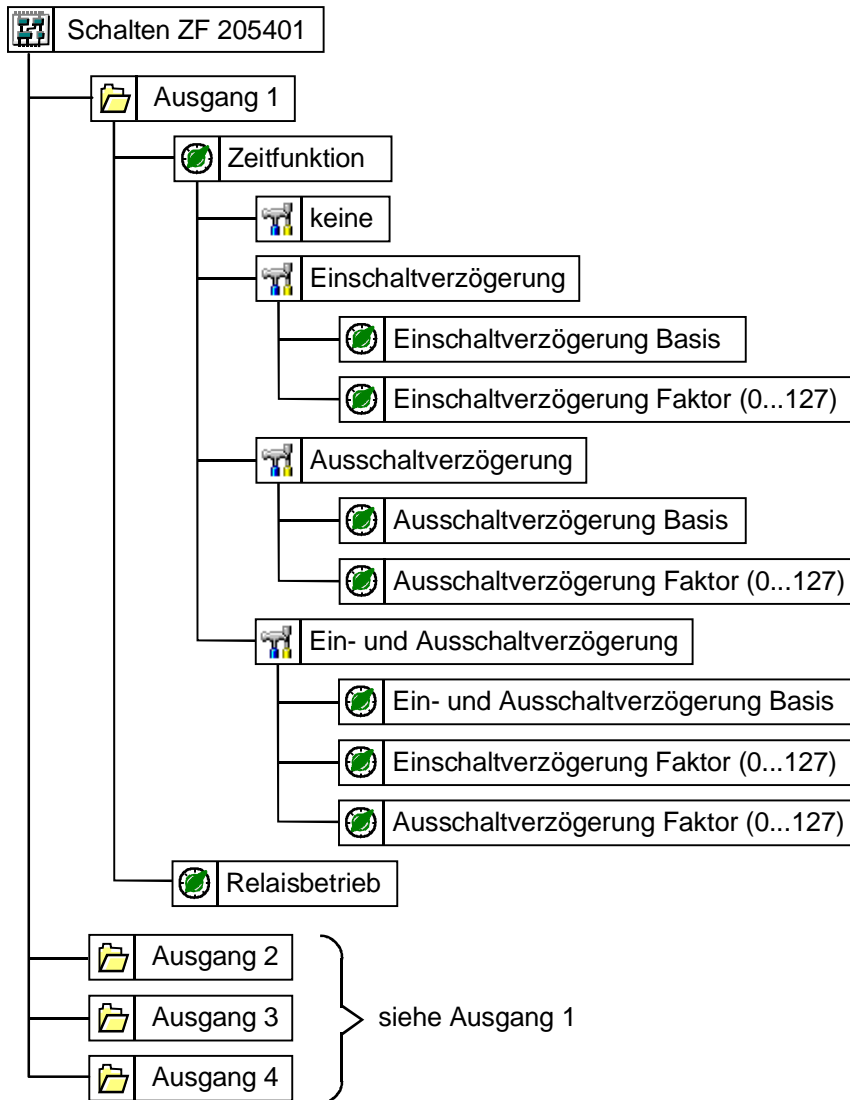 Schalten ZF 205401
Ausgang 1
Zeitfunktion
keine
Einschaltverzögerung
Einschaltverzögerung Basis
Einschaltverzögerung Faktor (0...127)
Ausschaltverzögerung
Ausschaltverzögerung Basis
Ausschaltverzögerung Faktor (0...127)
Ein- und Ausschaltverzögerung
Ein- und Ausschaltverzögerung Basis
Einschaltverzögerung Faktor (0...127)
Ausschaltverzögerung Faktor (0...127)
Relaisbetrieb
Ausgang 2
Ausgang 3
siehe Ausgang 1
Ausgang 4